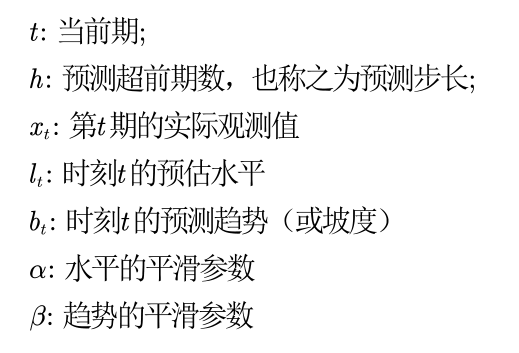 t: 当前期;
h: 预测超前期数，也称之为预测步长;
xₜ: 第t期的实际观测值
lₜ: 时刻t的预估水平
bₜ: 时刻t的预测趋势（或坡度）
α: 水平的平滑参数
β: 趋势的平滑参数